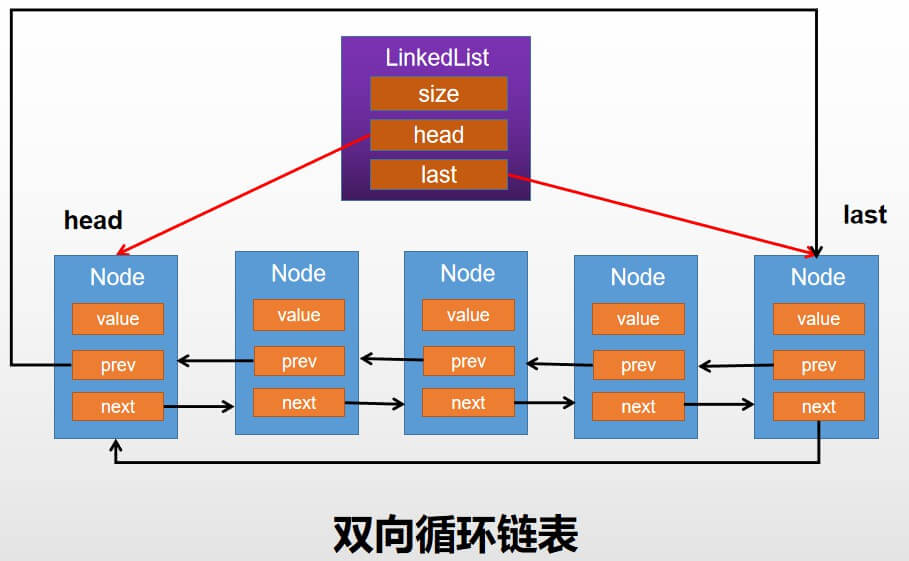 LinkedList
size
head
last
head
last
Node
value
prev
next
Node
value
prev
next
Node
value
prev
next
Node
value
prev
next
Node
value
prev
next
双向循环链表